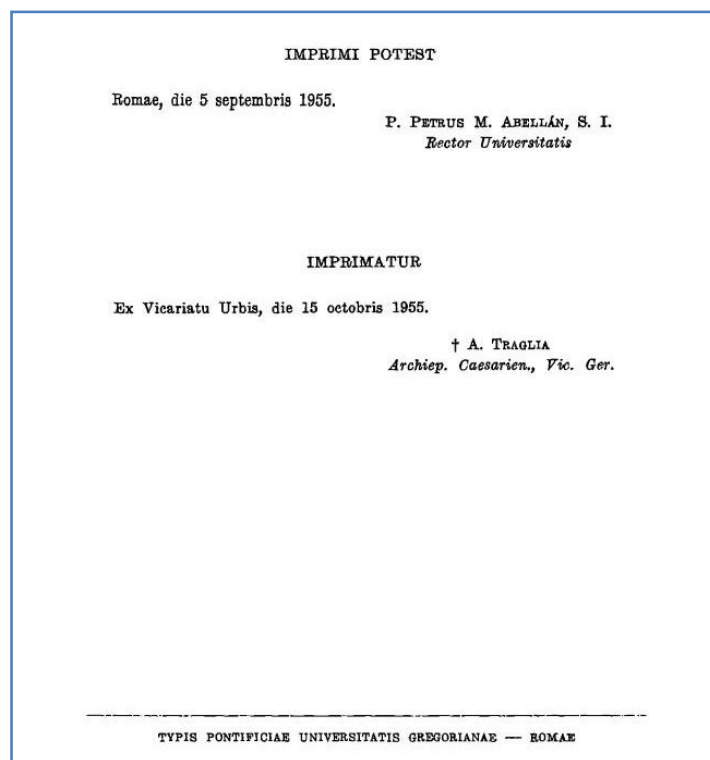 IMPRIMI POTEST
Romae, die 5 septembris 1955.
P. PETRUS M. ABELLÁN, S. I.
Rector Universitatis
IMPRIMATUR
Ex Vicariatu Urbis, die 15 octobris 1955.
† A. TRAGLIA
Archiep. Caesarien., Vic. Ger.
TYPIS PONTIFICIAE UNIVERSITATIS GREGORIANAE — ROMAE